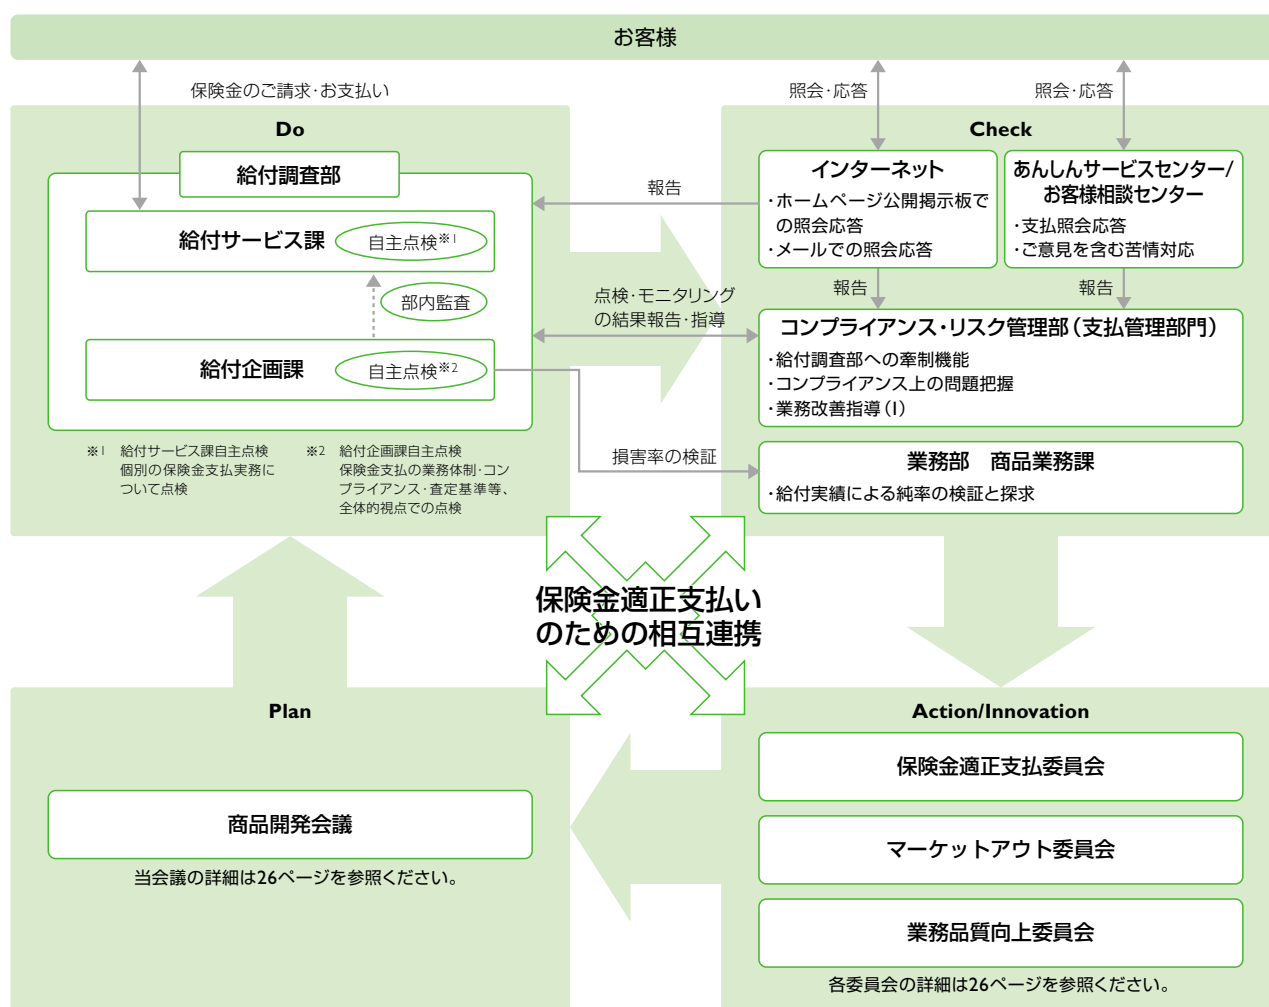 お客様
保険金のご請求・お支払い
照会・応答
照会・応答
Do
給付調査部
給付サービス課
自主点検※1
部内監査
給付企画課
自主点検※2
※1 給付サービス課自主点検
個別の保険金支払実務に
ついて点検
※2 給付企画課自主点検
保険金支払の業務体制・コン
プライアンス・査定基準等、
全体的視点での点検
報告
点検・モニタリング
の結果報告・指導
損害率の検証
Check
インターネット
・ホームページ公開掲示板で
の照会応答
・メールでの照会応答
あんしんサービスセンター/
お客様相談センター
・支払照会応答
・ご意見を含む苦情対応
報告
報告
コンプライアンス・リスク管理部（支払管理部門）
・給付調査部への牽制機能
・コンプライアンス上の問題把握
・業務改善指導（I）
業務部　商品業務課
・給付実績による純率の検証と探求
保険金適正支払い
のための相互連携
Plan
商品開発会議
当会議の詳細は26ページを参照ください。
Action/Innovation
保険金適正支払委員会
マーケットアウト委員会
業務品質向上委員会
各委員会の詳細は26ページを参照ください。